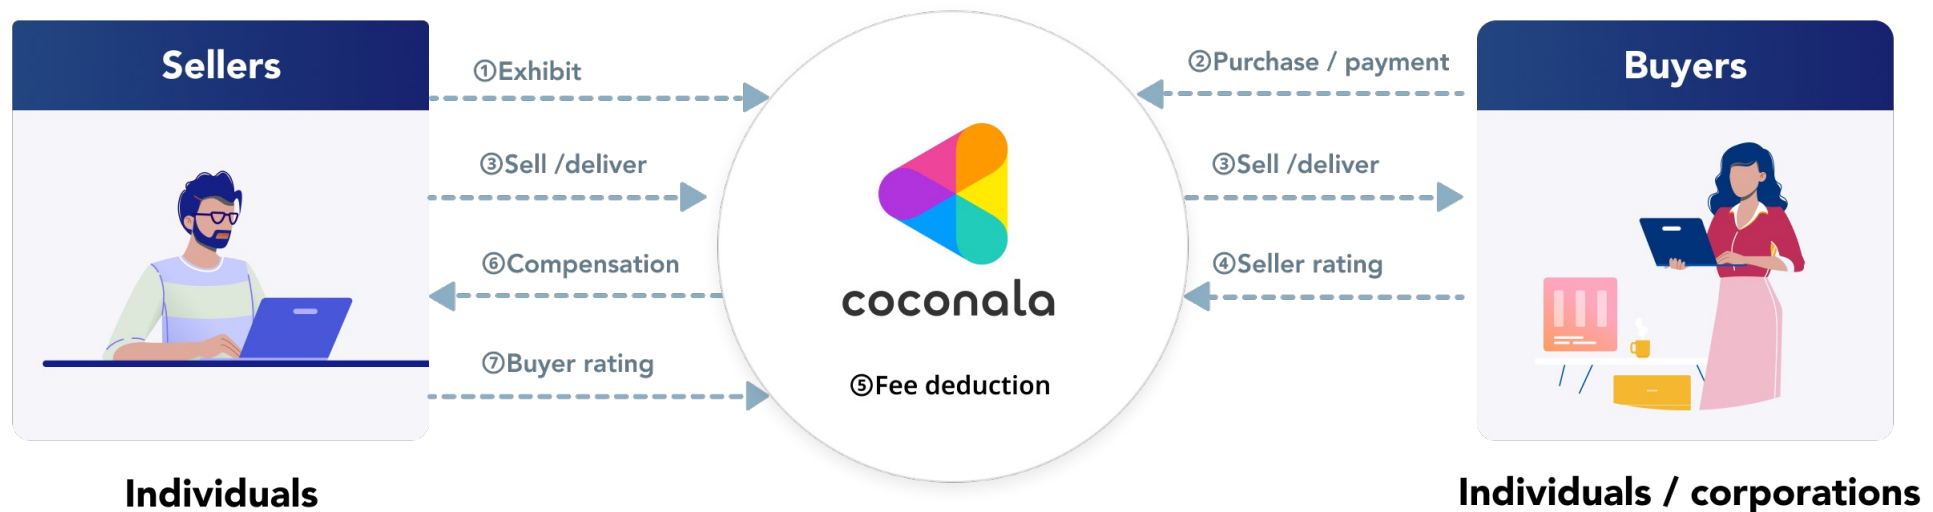 Sellers
①Exhibit
③Sell /deliver
⑥Compensation
⑦Buyer rating
Individuals
coconala
⑤Fee deduction
②Purchase / payment
③Sell /deliver
④Seller rating
Buyers
Individuals / corporations